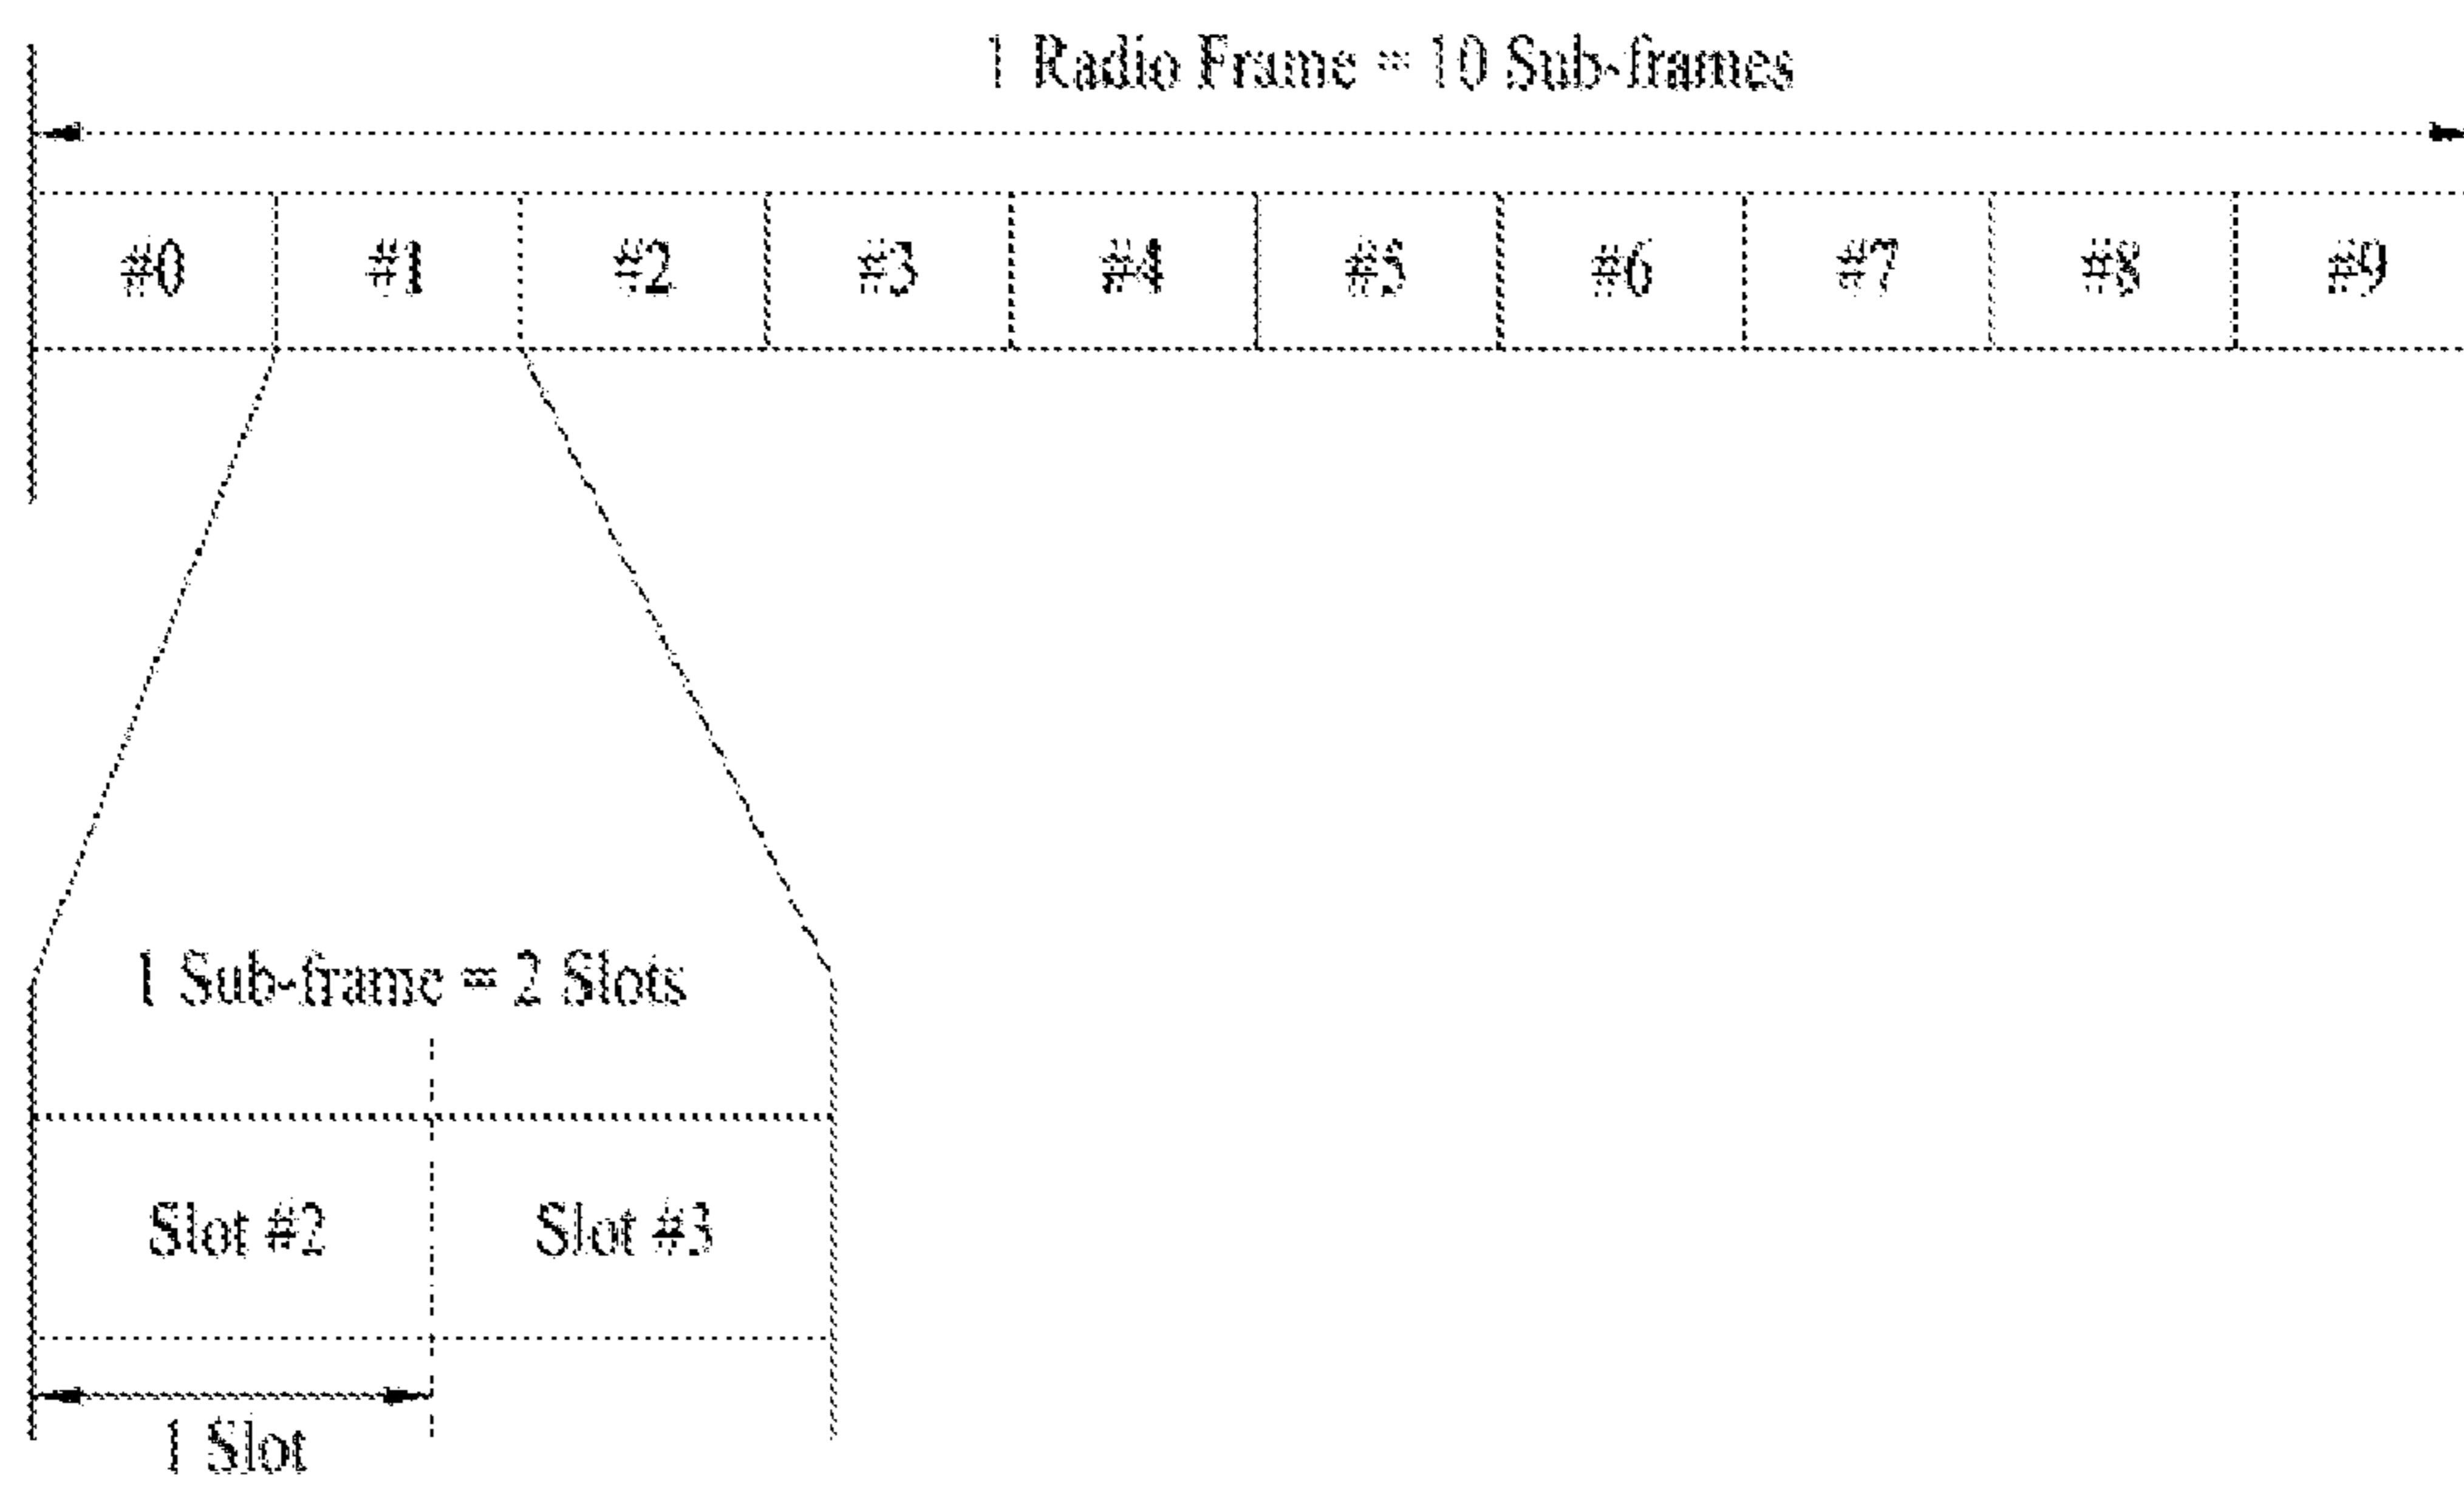 1 Radio Frame = 10 Sub-frames
#0 #1 #2 #3 #4 #5 #6 #7 #8 #9
1 Sub-frame = 2 Slots
Slot #2 Slot #3
1 Slot